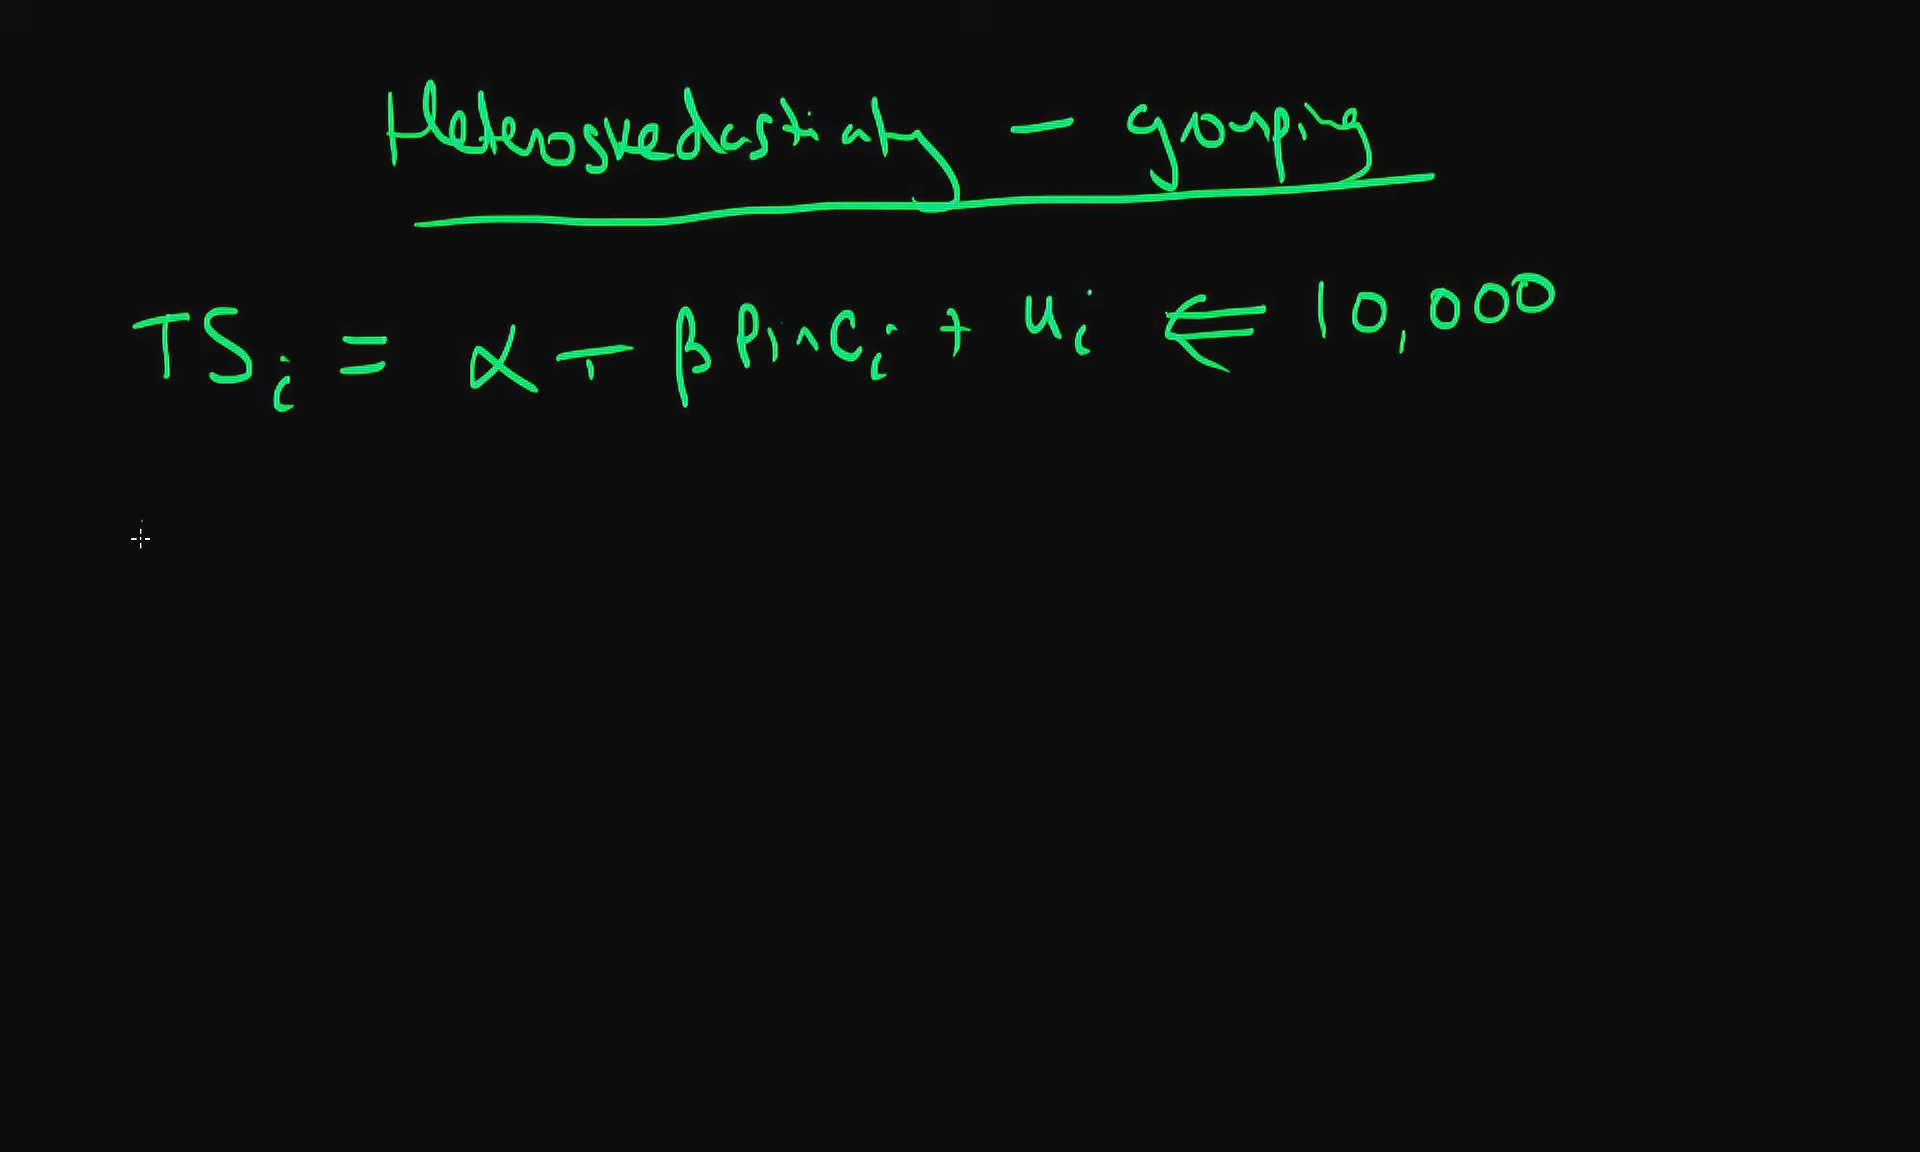 Heteroskedasticity - grouping
TSi = α + β Pinci + ui ⇐ 10,000